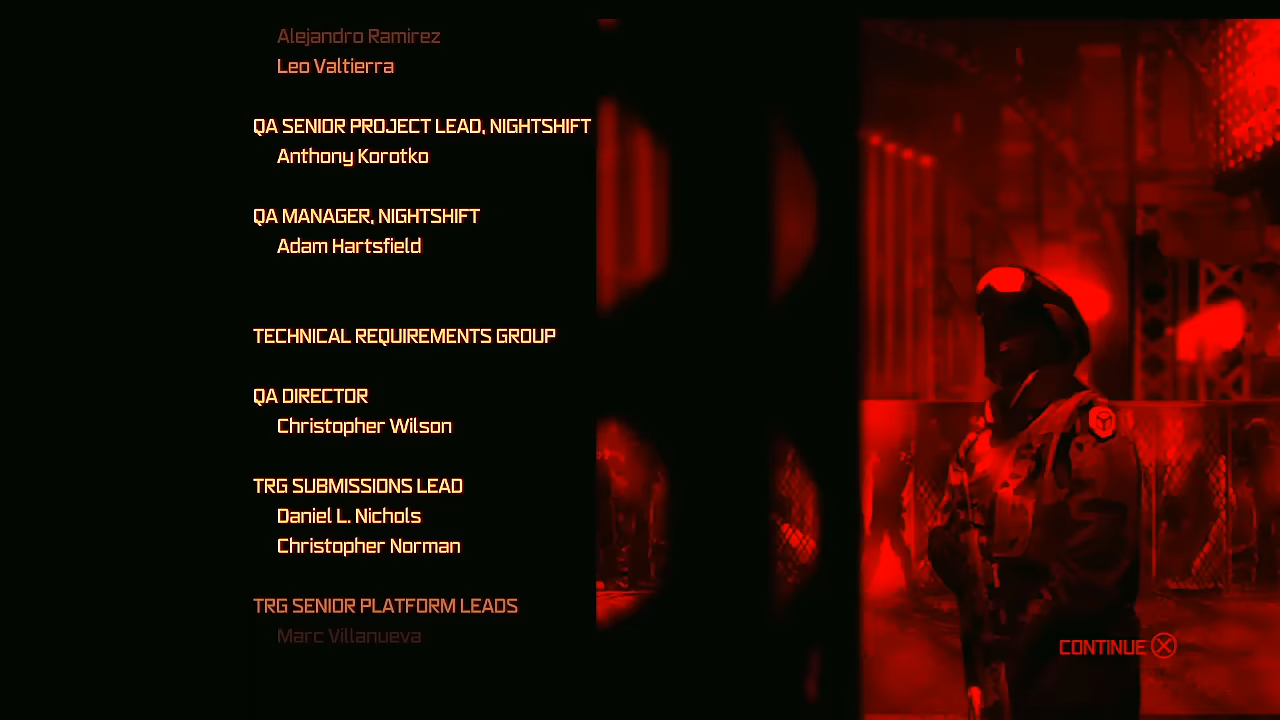 Alejandro Ramirez
Leo Valtierra
QA SENIOR PROJECT LEAD, NIGHTSHIFT
Anthony Korotko
QA MANAGER, NIGHTSHIFT
Adam Hartsfield
TECHNICAL REQUIREMENTS GROUP
QA DIRECTOR
Christopher Wilson
TRG SUBMISSIONS LEAD
Daniel L. Nichols
Christopher Norman
TRG SENIOR PLATFORM LEADS
Marc Villanueva
CONTINUE